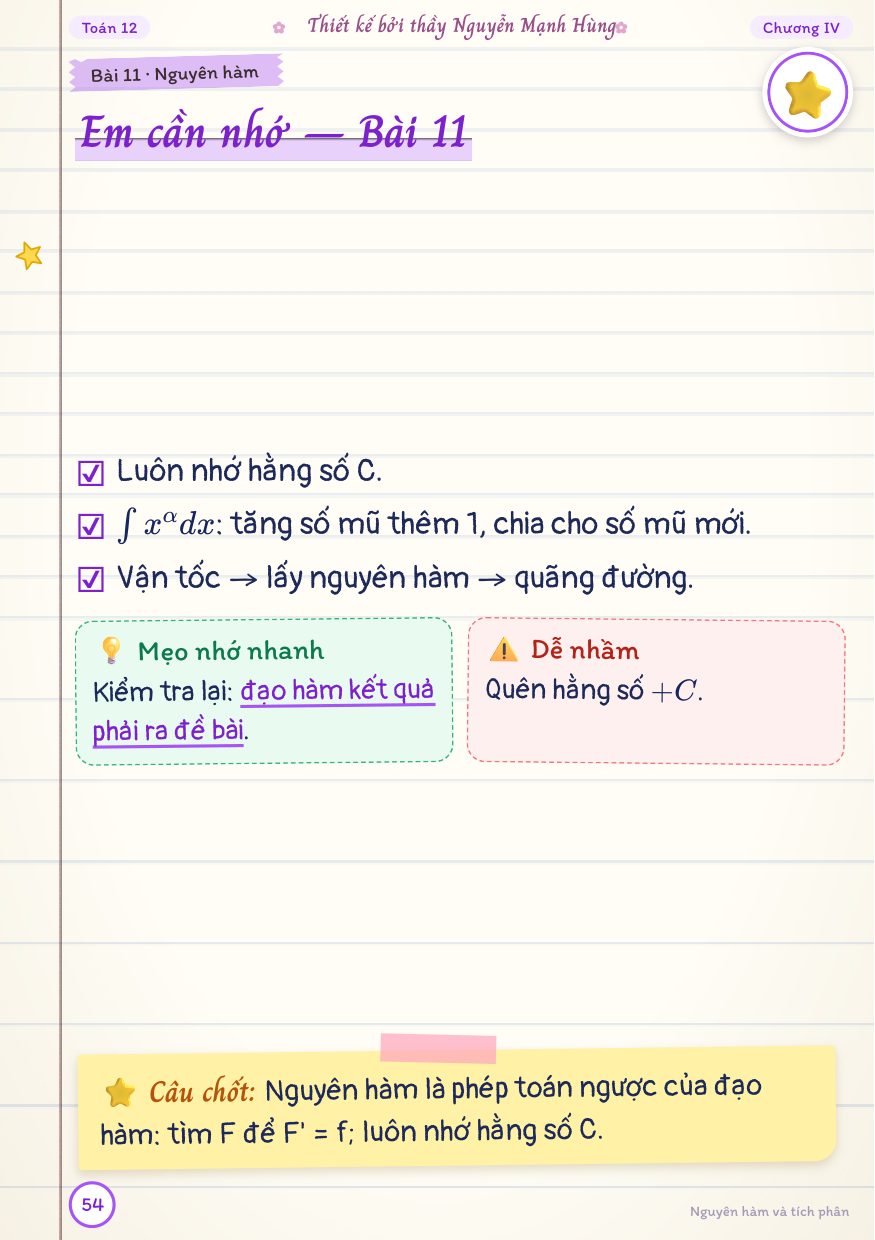 Toán 12
Thiết kế bởi thầy Nguyễn Mạnh Hùng
Chương IV
Bài 11 · Nguyên hàm
Em cần nhớ — Bài 11
Luôn nhớ hằng số C.
∫ x^α dx: tăng số mũ thêm 1, chia cho số mũ mới.
Vận tốc → lấy nguyên hàm → quãng đường.
Mẹo nhớ nhanh
Kiểm tra lại: đạo hàm kết quả
phải ra đề bài.
Dễ nhầm
Quên hằng số +C.
Câu chốt: Nguyên hàm là phép toán ngược của đạo
hàm: tìm F để F' = f; luôn nhớ hằng số C.
54
Nguyên hàm và tích phân